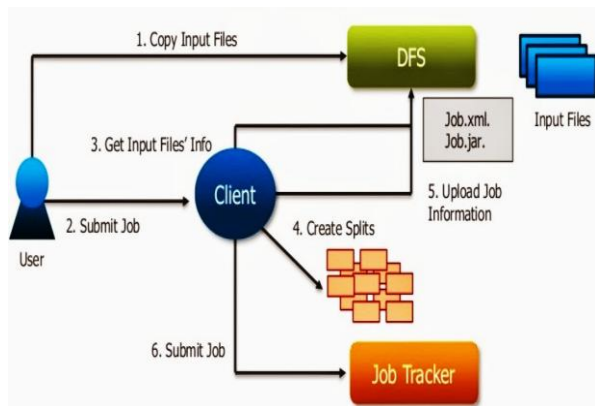 1. Copy Input Files
DFS
Job.xml.
Job.jar.
Input Files
3. Get Input Files' Info
Client
5. Upload Job
Information
2. Submit Job
User
4. Create Splits
6. Submit Job
Job Tracker